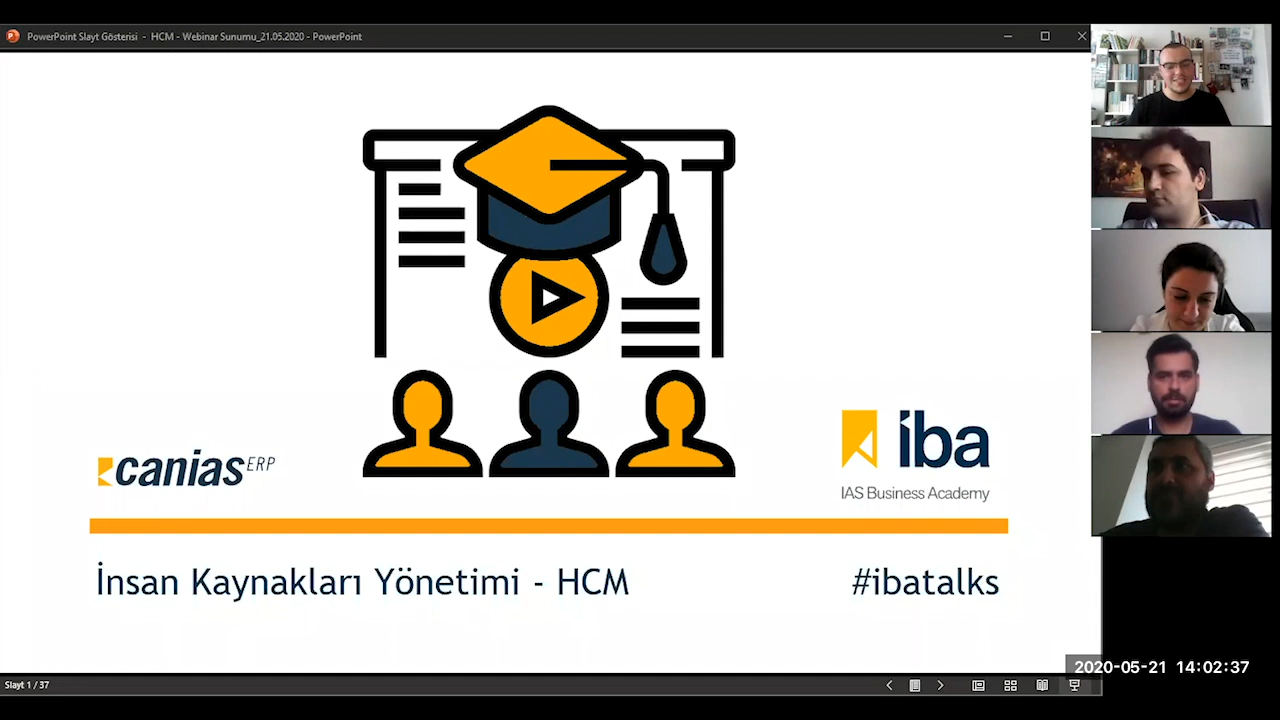 PowerPoint Slayt Gösterisi - HCM - Webinar Sunumu_21.05.2020 - PowerPoint
canias ERP
iba
IAS Business Academy
İnsan Kaynakları Yönetimi - HCM
#ibatalks
2020-05-21 14:02:37
Slayt 1 / 37